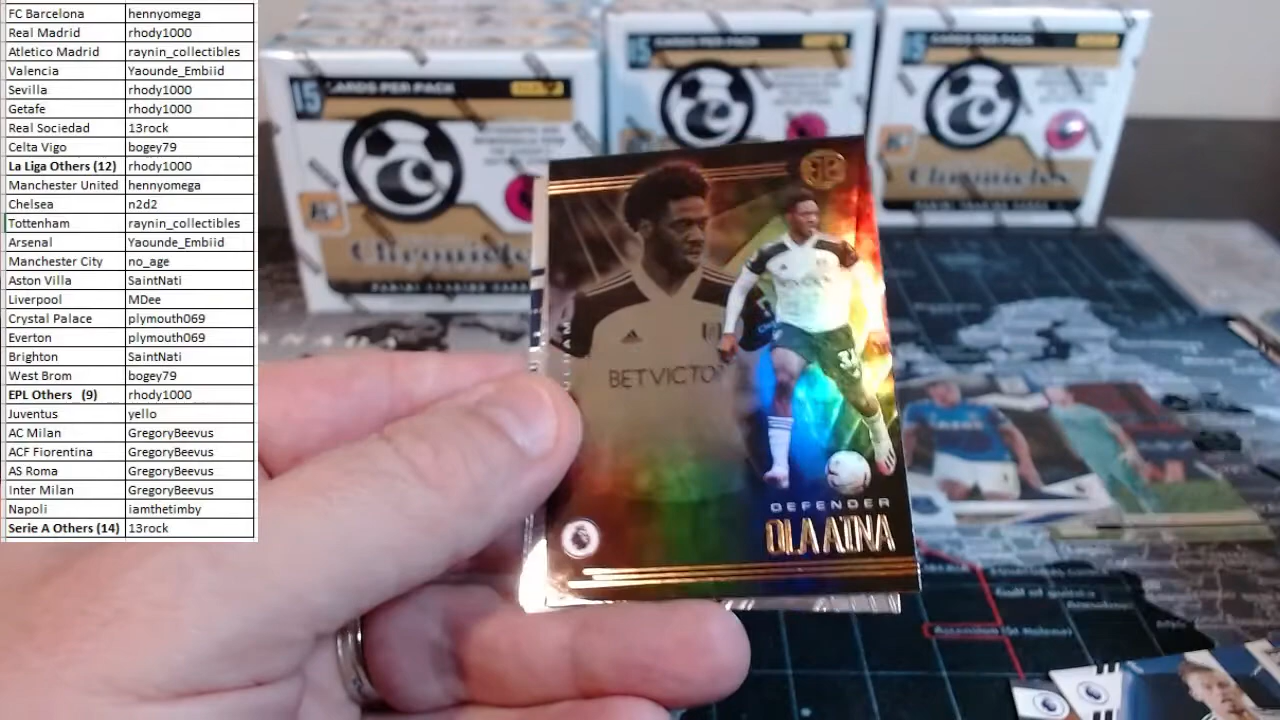 FC Barcelona hennyomega
Real Madrid rhody1000
Atletico Madrid raynin_collectibles
Valencia Yaounde_Embiid
Sevilla rhody1000
Getafe rhody1000
Real Sociedad 13rock
Celta Vigo bogey79
La Liga Others (12) rhody1000
Manchester United hennyomega
Chelsea n2d2
Tottenham raynin_collectibles
Arsenal Yaounde_Embiid
Manchester City no_age
Aston Villa SaintNati
Liverpool MDee
Crystal Palace plymouth069
Everton plymouth069
Brighton SaintNati
West Brom bogey79
EPL Others (9) rhody1000
Juventus yello
AC Milan GregoryBeevus
ACF Fiorentina GregoryBeevus
AS Roma GregoryBeevus
Inter Milan GregoryBeevus
Napoli iamthetimby
Serie A Others (14) 13rock
15 CARDS PER PACK
Chronicles
15 CARDS PER PACK
15 CARDS PER PACK
Chronicles
BETVICTOR
DEFENDER
OLA AINA